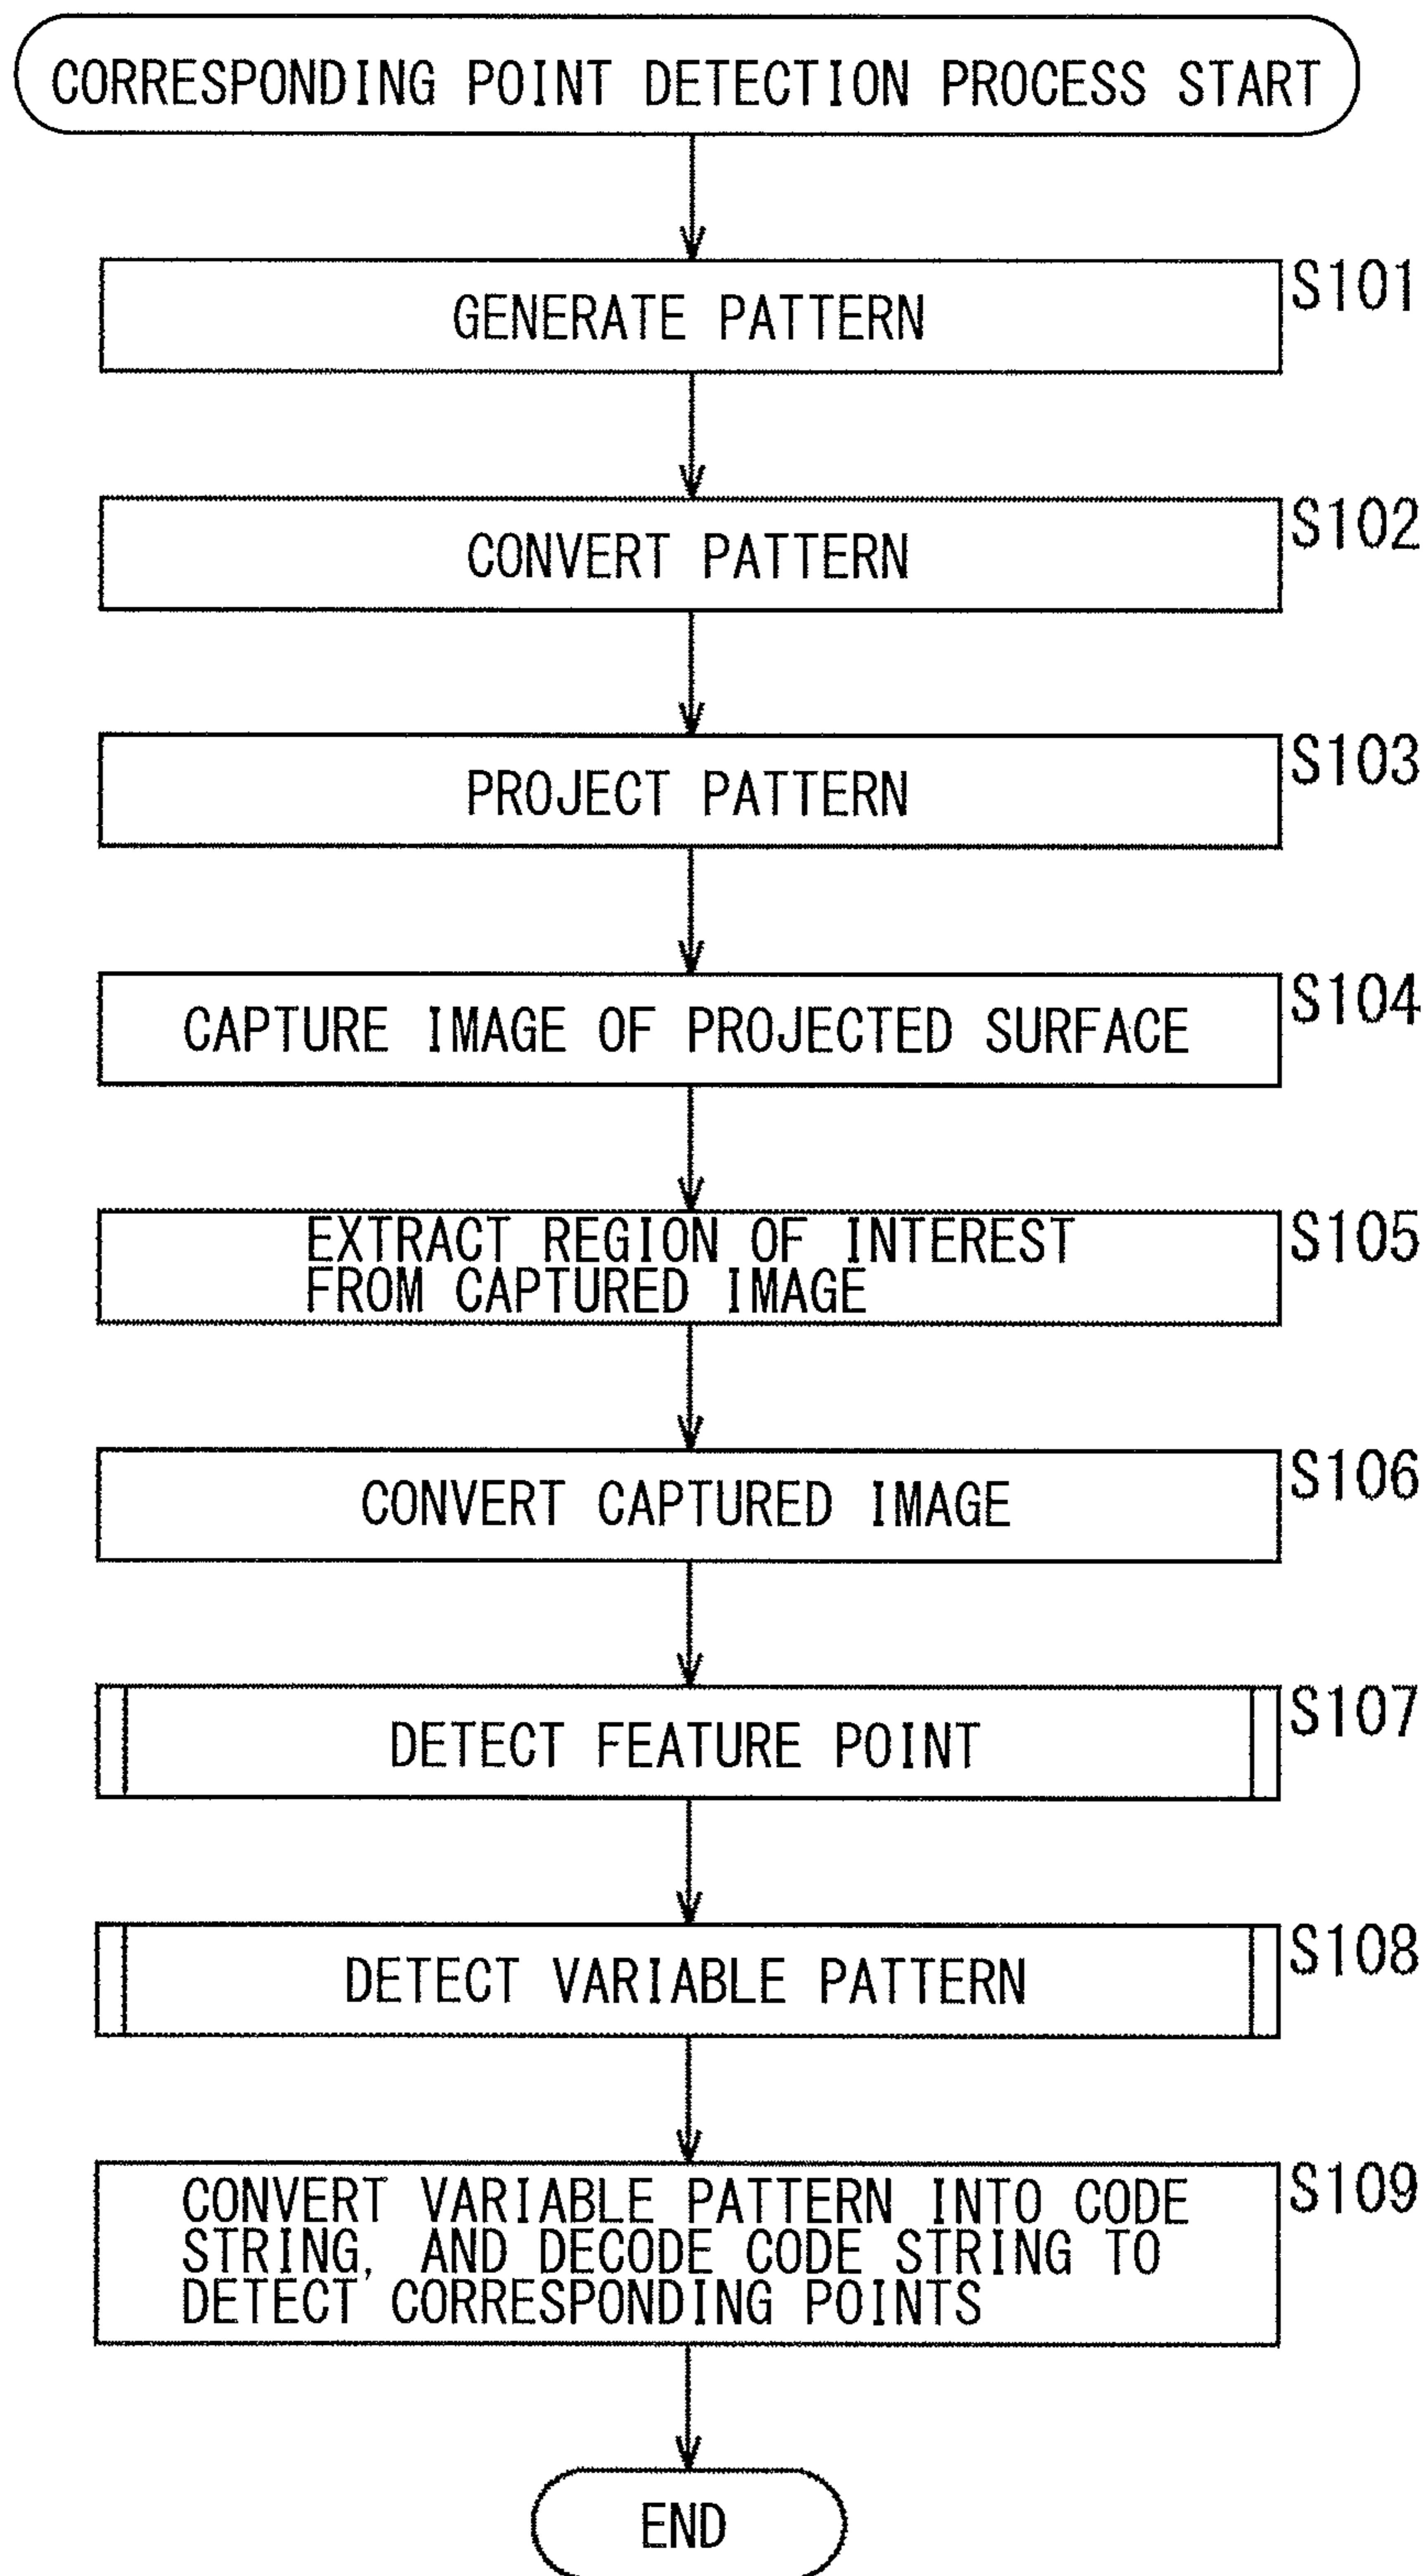 CORRESPONDING POINT DETECTION PROCESS START
S101
GENERATE PATTERN
S102
CONVERT PATTERN
S103
PROJECT PATTERN
S104
CAPTURE IMAGE OF PROJECTED SURFACE
S105
EXTRACT REGION OF INTEREST
FROM CAPTURED IMAGE
S106
CONVERT CAPTURED IMAGE
S107
DETECT FEATURE POINT
S108
DETECT VARIABLE PATTERN
S109
CONVERT VARIABLE PATTERN INTO CODE
STRING, AND DECODE CODE STRING TO
DETECT CORRESPONDING POINTS
END